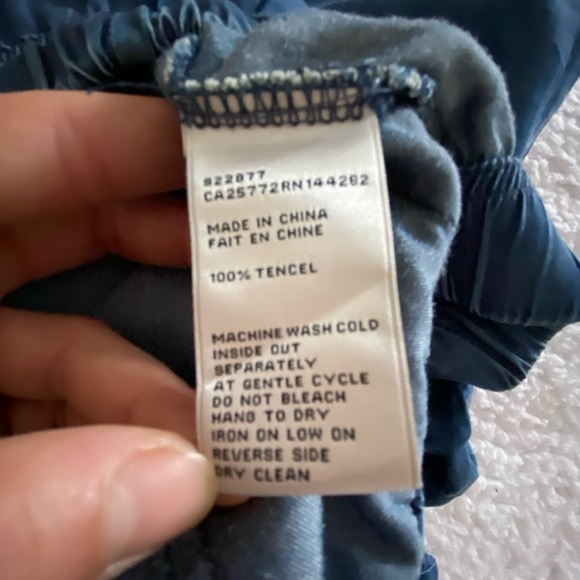 822877
CA25772RN144282
MADE IN CHINA
FAIT EN CHINE
100% TENCEL
MACHINE WASH COLD
INSIDE OUT
SEPARATELY
AT GENTLE CYCLE
DO NOT BLEACH
HANG TO DRY
IRON ON LOW ON
REVERSE SIDE
DRY CLEAN